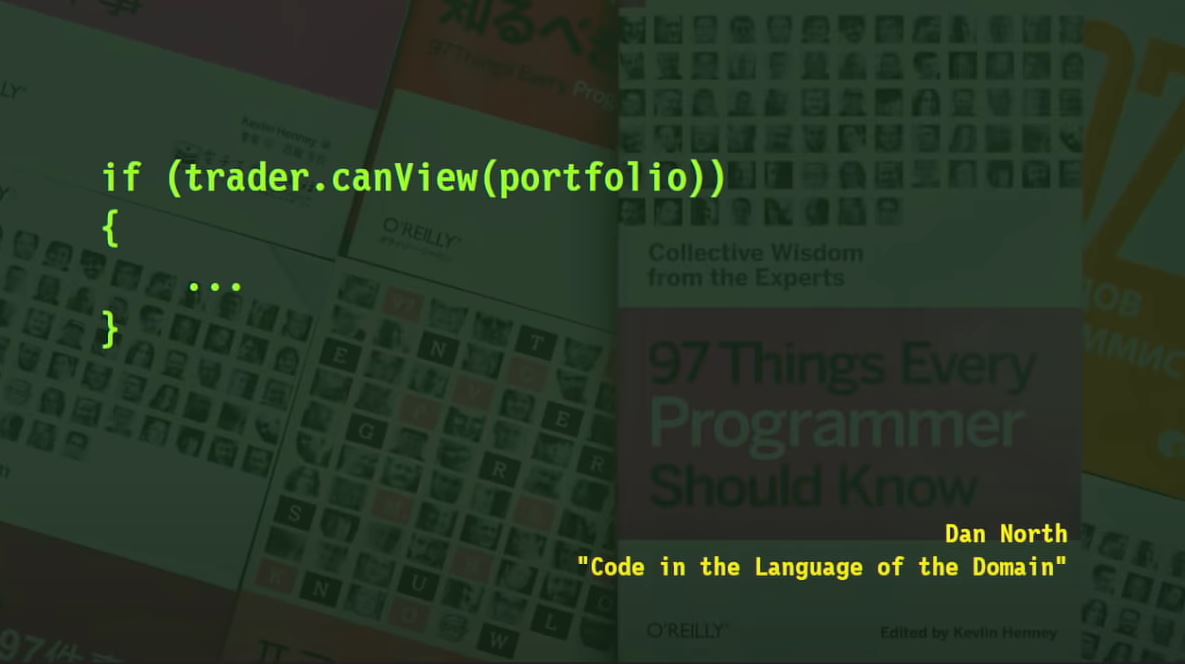 if (trader.canView(portfolio))
{
...
}
Dan North
"Code in the Language of the Domain"
知るべき
97 Things Every Prog
Kevlin Henney
O'REILLY
Collective Wisdom
from the Experts
97 Things Every
Programmer
Should Know
O'REILLY
Edited by Kevlin Henney